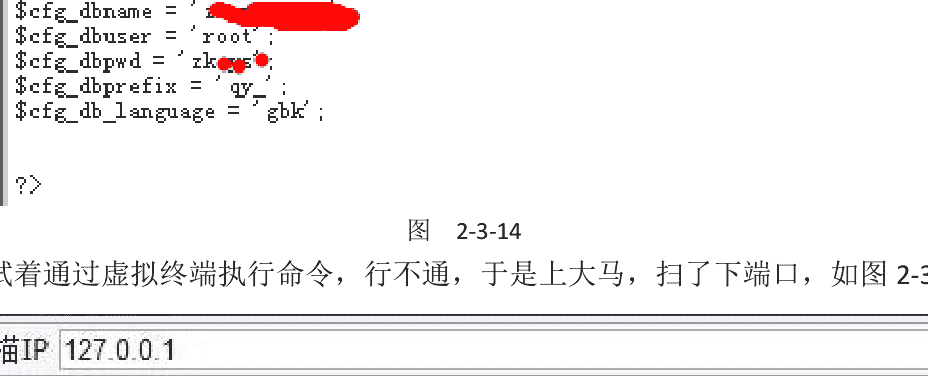 $cfg_dbname = '
$cfg_dbuser = 'root';
$cfg_dbpwd = 'zk
$cfg_dbprefix = 'qy_';
$cfg_db_language = 'gbk';
?>
图 2-3-14
试着通过虚拟终端执行命令，行不通，于是上大马，扫了下端口，如图 2-3
描IP 127.0.0.1